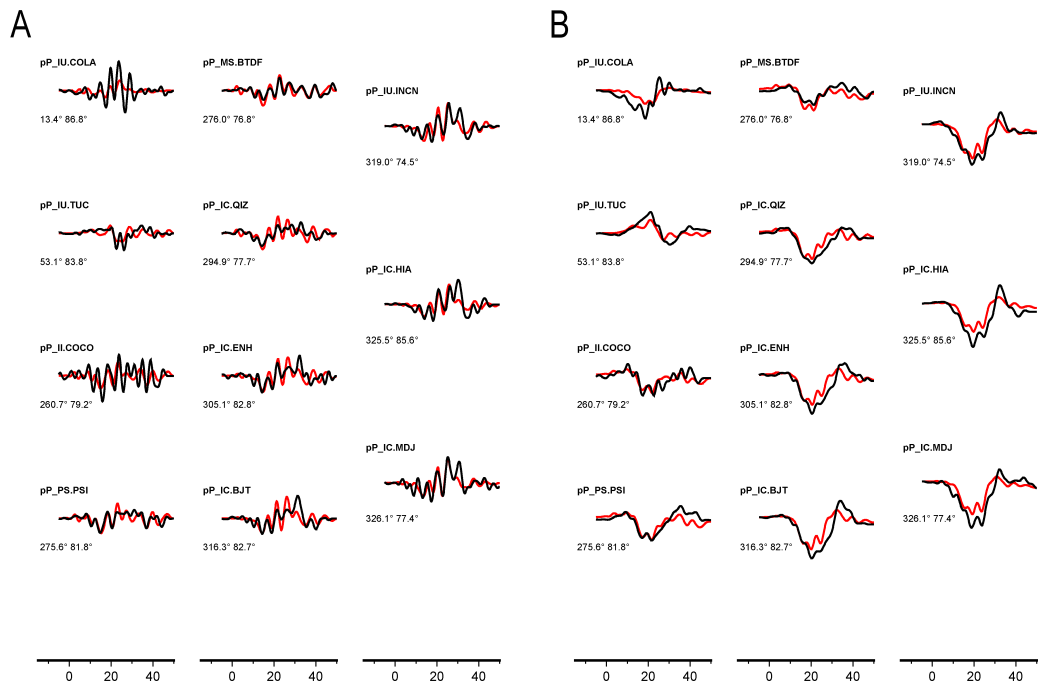 A
pP_IU.COLA
13.4° 86.8°
pP_IU.TUC
53.1° 83.8°
pP_II.COCO
260.7° 79.2°
pP_PS.PSI
275.6° 81.8°
pP_MS.BTDF
276.0° 76.8°
pP_IC.QIZ
294.9° 77.7°
pP_IC.ENH
305.1° 82.8°
pP_IC.BJT
316.3° 82.7°
pP_IU.INCN
319.0° 74.5°
pP_IC.HIA
325.5° 85.6°
pP_IC.MDJ
326.1° 77.4°
0 20 40
0 20 40
0 20 40
B
pP_IU.COLA
13.4° 86.8°
pP_IU.TUC
53.1° 83.8°
pP_II.COCO
260.7° 79.2°
pP_PS.PSI
275.6° 81.8°
pP_MS.BTDF
276.0° 76.8°
pP_IC.QIZ
294.9° 77.7°
pP_IC.ENH
305.1° 82.8°
pP_IC.BJT
316.3° 82.7°
pP_IU.INCN
319.0° 74.5°
pP_IC.HIA
325.5° 85.6°
pP_IC.MDJ
326.1° 77.4°
0 20 40
0 20 40
0 20 40